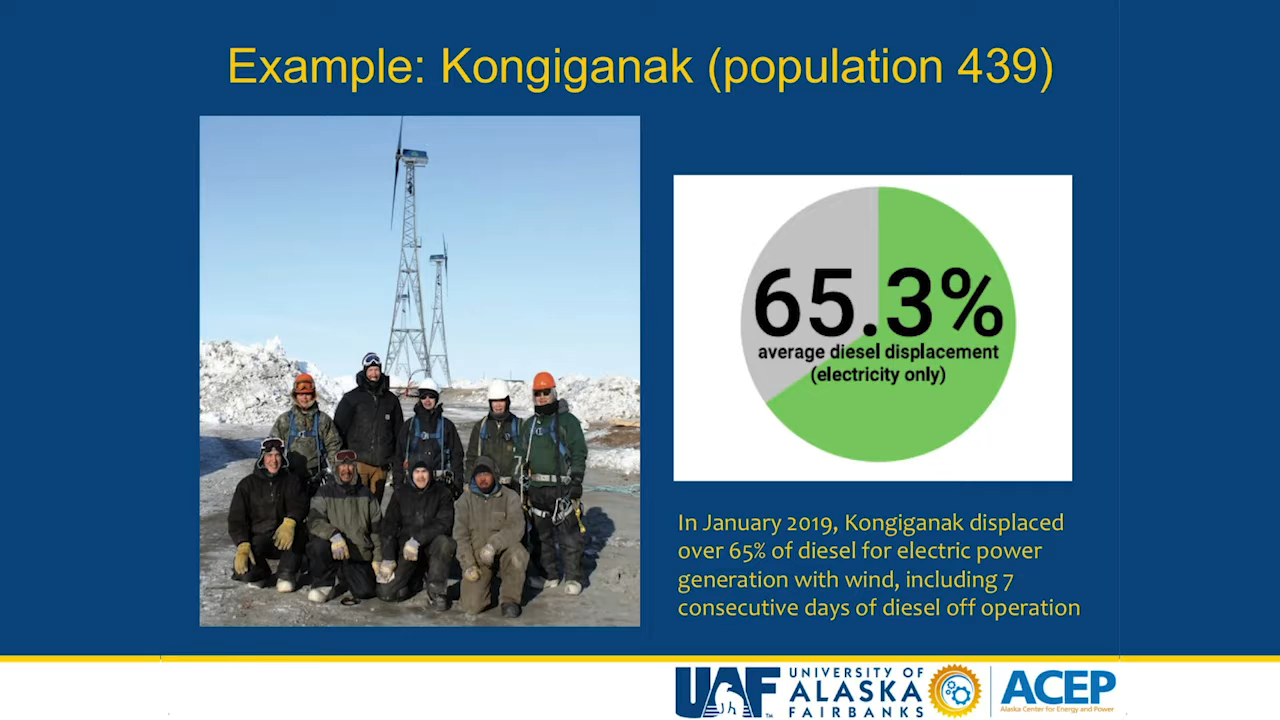 Example: Kongiganak (population 439)
65.3%
average diesel displacement
(electricity only)
In January 2019, Kongiganak displaced
over 65% of diesel for electric power
generation with wind, including 7
consecutive days of diesel off operation
UAF™
UNIVERSITY OF
ALASKA
FAIRBANKS
ACEP
Alaska Center for Energy and Power